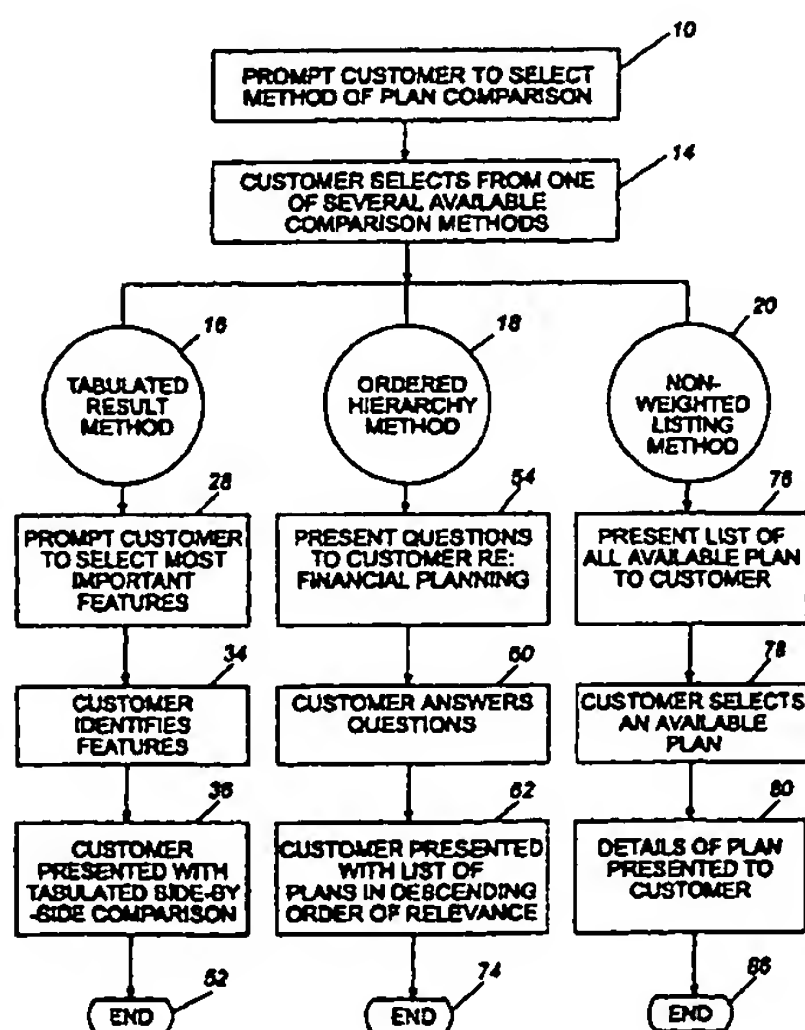 10
PROMPT CUSTOMER TO SELECT
METHOD OF PLAN COMPARISON
14
CUSTOMER SELECTS FROM ONE
OF SEVERAL AVAILABLE
COMPARISON METHODS
16
TABULATED
RESULT
METHOD
18
ORDERED
HIERARCHY
METHOD
20
NON-
WEIGHTED
LISTING
METHOD
28
PROMPT CUSTOMER
TO SELECT MOST
IMPORTANT
FEATURES
54
PRESENT QUESTIONS
TO CUSTOMER RE:
FINANCIAL PLANNING
76
PRESENT LIST OF
ALL AVAILABLE PLAN
TO CUSTOMER
34
CUSTOMER
IDENTIFIES
FEATURES
60
CUSTOMER ANSWERS
QUESTIONS
78
CUSTOMER SELECTS
AN AVAILABLE
PLAN
36
CUSTOMER
PRESENTED WITH
TABULATED SIDE-BY
-SIDE COMPARISON
62
CUSTOMER PRESENTED
WITH LIST OF
PLANS IN DESCENDING
ORDER OF RELEVANCE
80
DETAILS OF PLAN
PRESENTED TO
CUSTOMER
END
52
END
74
END
86